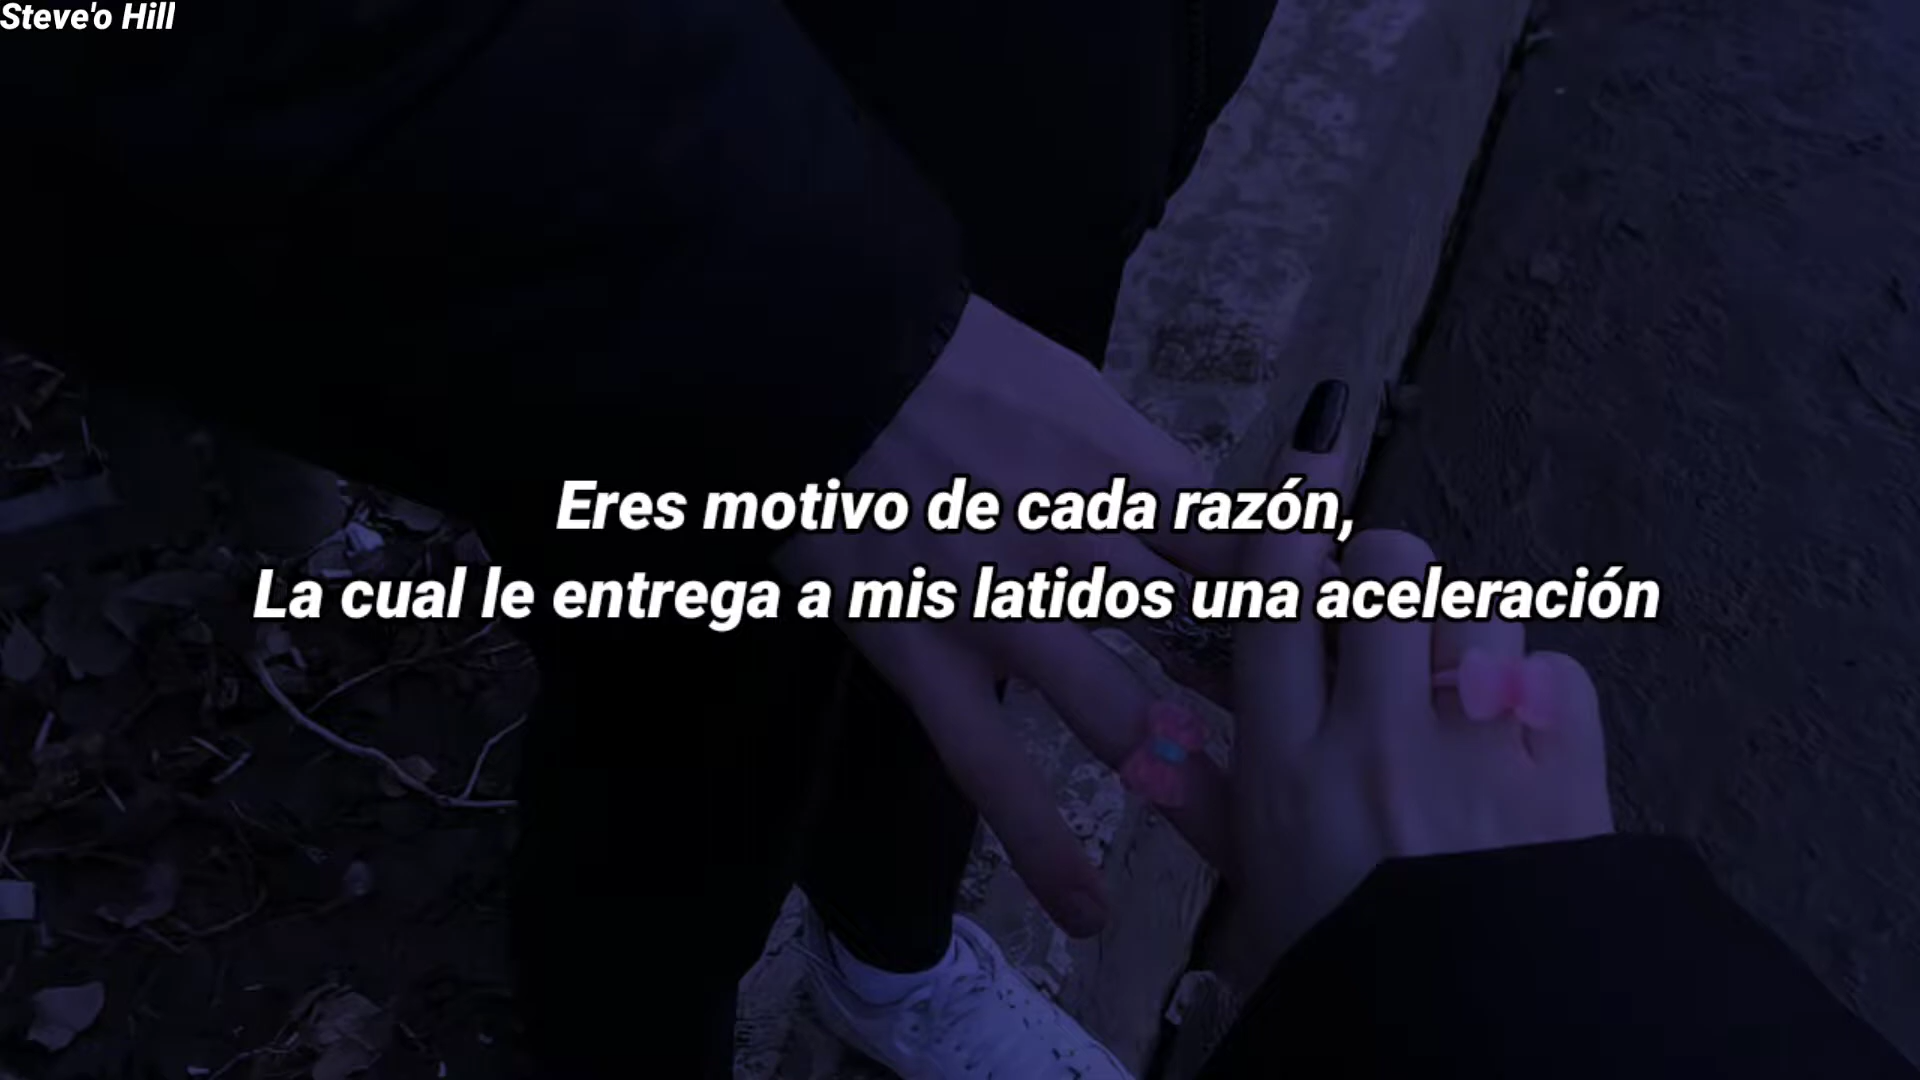 Steve'o Hill
Eres motivo de cada razón,
La cual le entrega a mis latidos una aceleración